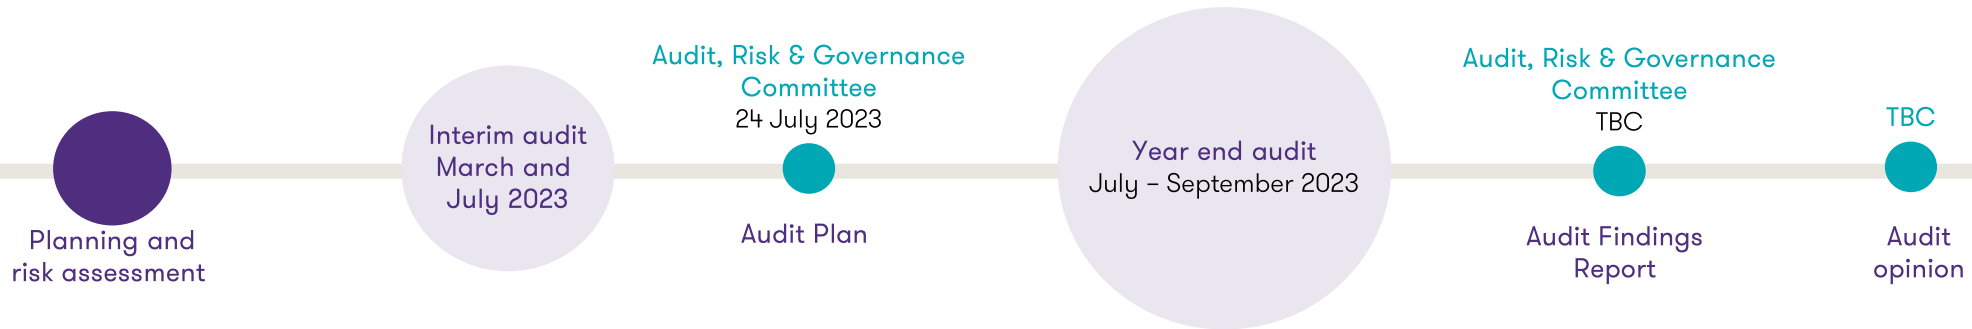 Planning and
risk assessment
Interim audit
March and
July 2023
Audit, Risk & Governance
Committee
24 July 2023
Audit Plan
Year end audit
July – September 2023
Audit, Risk & Governance
Committee
TBC
Audit Findings
Report
TBC
Audit
opinion